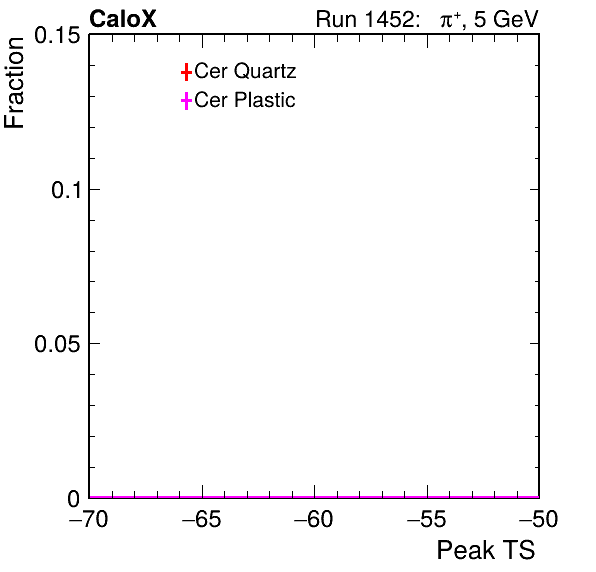 CaloX Run 1452: π⁺, 5 GeV
Fraction
0.15
Cer Quartz
Cer Plastic
0.1
0.05
0
−70 −65 −60 −55 −50
Peak TS